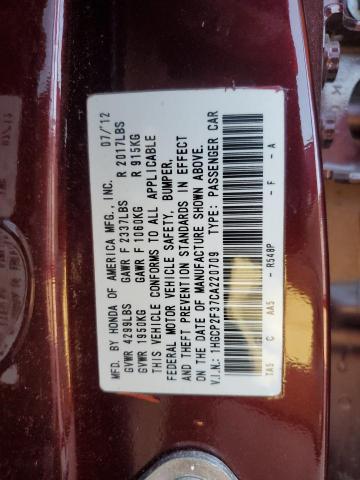 MFD. BY HONDA OF AMERICA MFG., INC. 07/'12
GVWR 4299LBS GAWR F 2337LBS R 2017LBS
GVWR 1950KG GAWR F 1060KG R 915KG
THIS VEHICLE CONFORMS TO ALL APPLICABLE
FEDERAL MOTOR VEHICLE SAFETY, BUMPER,
AND THEFT PREVENTION STANDARDS IN EFFECT
ON THE DATE OF MANUFACTURE SHOWN ABOVE.
V.I.N.: 1HGCP2F37CA220709 TYPE: PASSENGER CAR
TA5 C AA5 - R548P - F - A